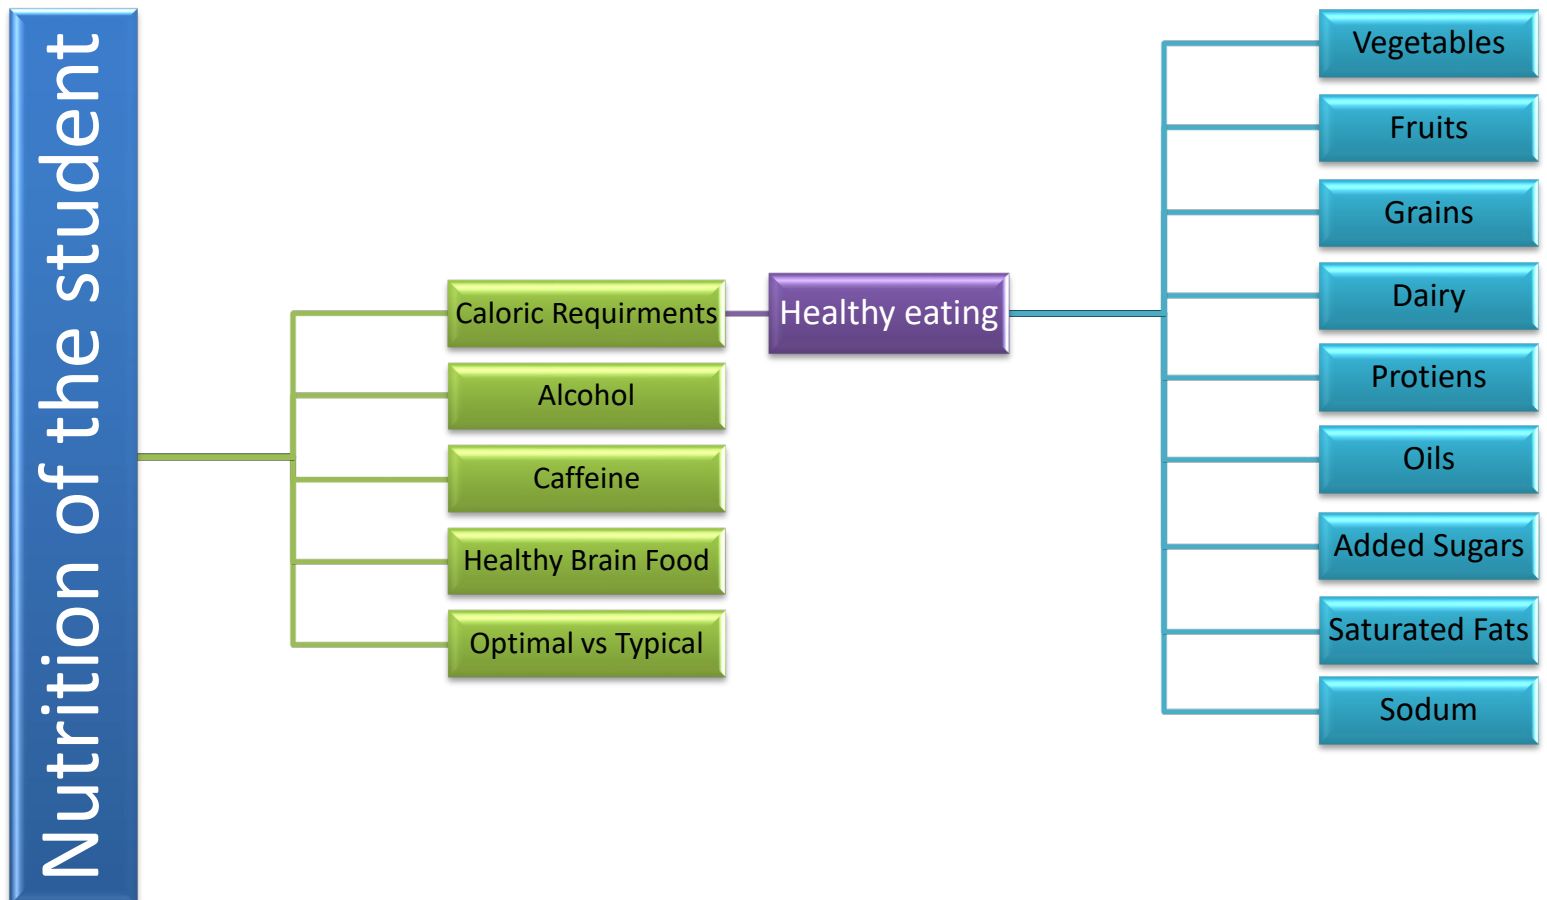 Nutrition of the student
Caloric Requirments
Alcohol
Caffeine
Healthy Brain Food
Optimal vs Typical
Healthy eating
Vegetables
Fruits
Grains
Dairy
Protiens
Oils
Added Sugars
Saturated Fats
Sodum